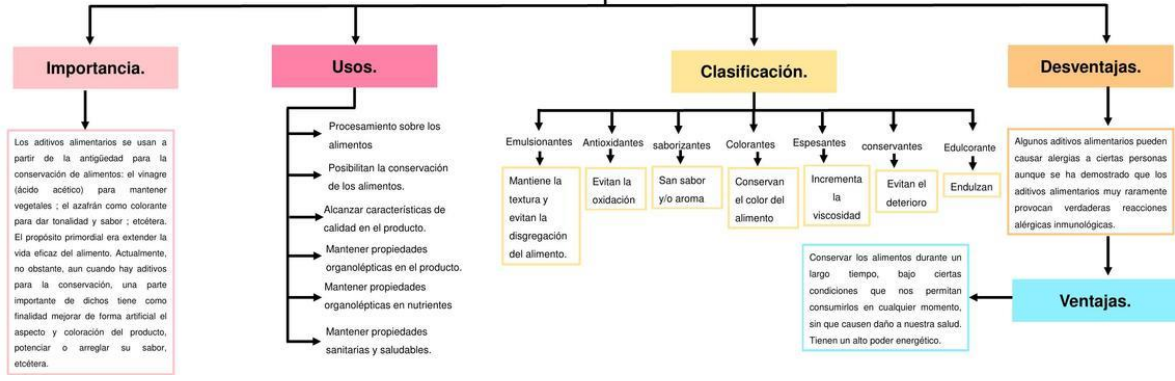 Importancia.
Los aditivos alimentarios se usan a
partir de la antigüedad para la
conservación de alimentos: el vinagre
(ácido acético) para mantener
vegetales ; el azafrán como colorante
para dar tonalidad y sabor ; etcétera.
El propósito primordial era extender la
vida eficaz del alimento. Actualmente,
no obstante, aun cuando hay aditivos
para la conservación, una parte
importante de dichos tiene como
finalidad mejorar de forma artificial el
aspecto y coloración del producto,
potenciar o arreglar su sabor,
etcétera.
Usos.
Procesamiento sobre los
alimentos
Posibilitan la conservación
de los alimentos.
Alcanzar características de
calidad en el producto.
Mantener propiedades
organolépticas en el producto.
Mantener propiedades
organolépticas en nutrientes
Mantener propiedades
sanitarias y saludables.
Clasificación.
Emulsionantes
Mantiene la
textura y
evitan la
disgregación
del alimento.
Antioxidantes
Evitan la
oxidación
saborizantes
San sabor
y/o aroma
Colorantes
Conservan
el color del
alimento
Espesantes
Incrementa
la
viscosidad
conservantes
Evitan el
deterioro
Edulcorante
Endulzan
Desventajas.
Algunos aditivos alimentarios pueden
causar alergias a ciertas personas
aunque se ha demostrado que los
aditivos alimentarios muy raramente
provocan verdaderas reacciones
alérgicas inmunológicas.
Ventajas.
Conservar los alimentos durante un
largo tiempo, bajo ciertas
condiciones que nos permitan
consumirlos en cualquier momento,
sin que causen daño a nuestra salud.
Tienen un alto poder energético.